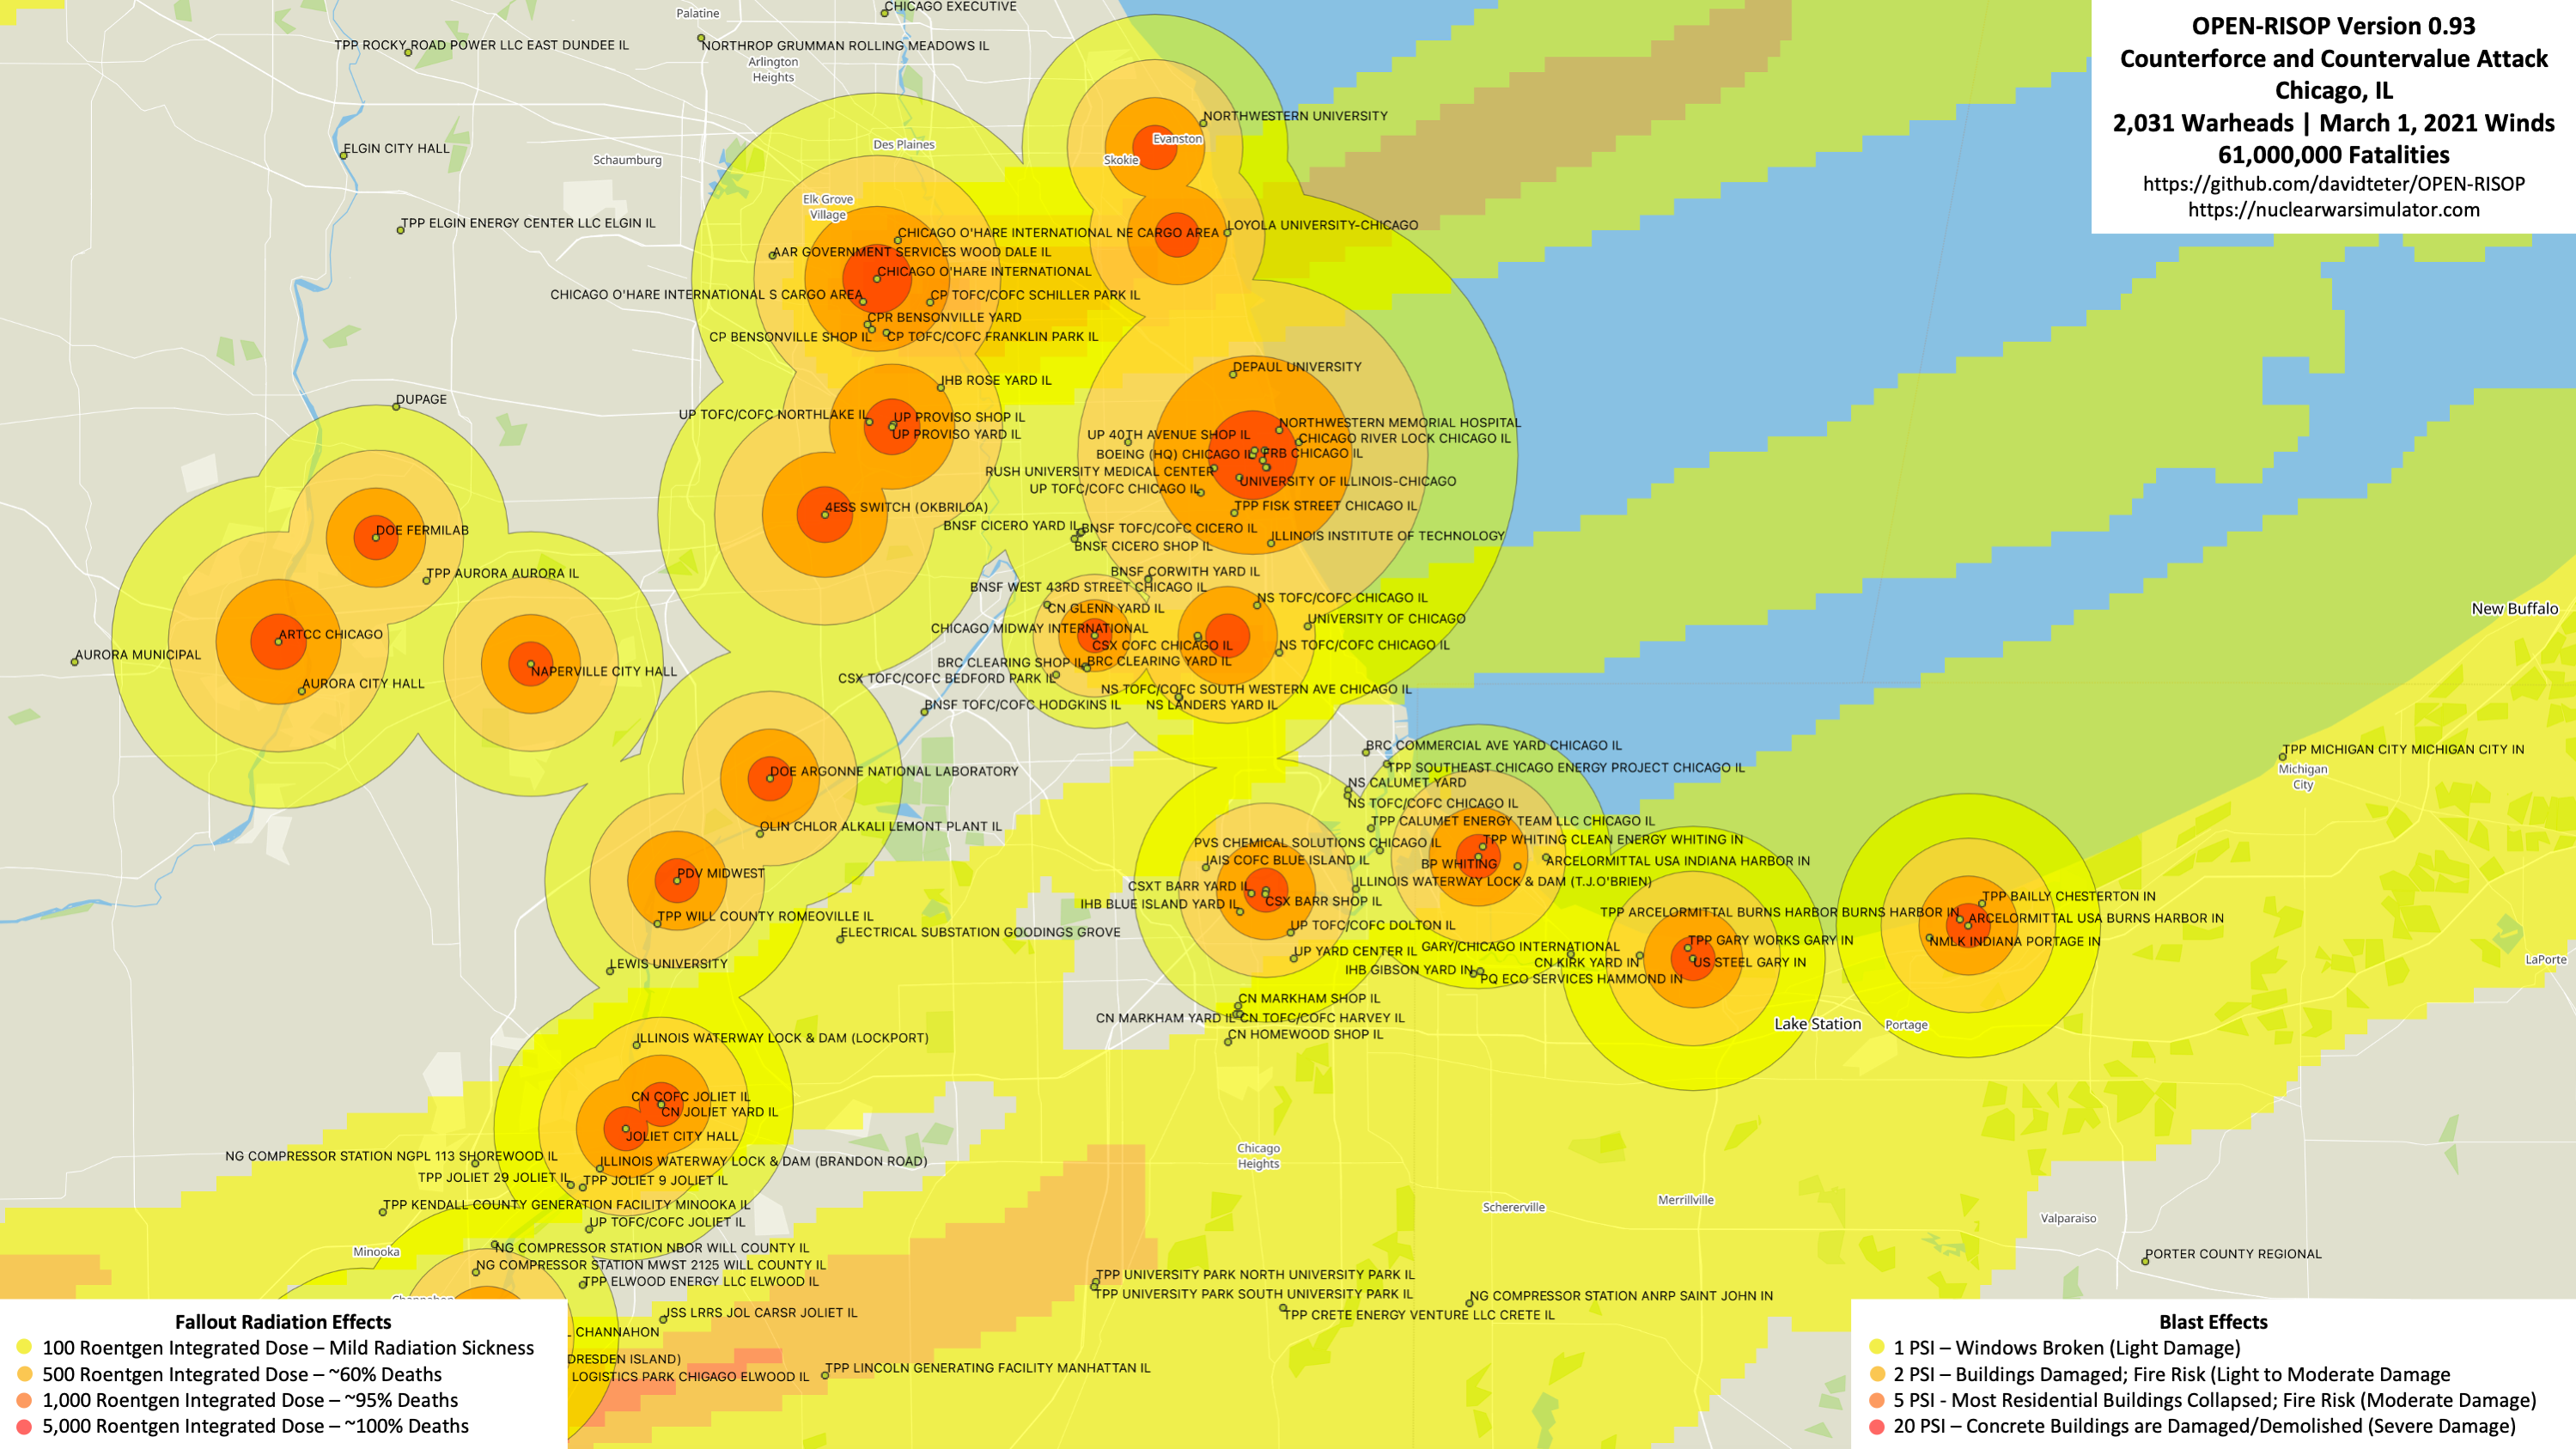 OPEN-RISOP Version 0.93
Counterforce and Countervalue Attack
Chicago, IL
2,031 Warheads | March 1, 2021 Winds
61,000,000 Fatalities
https://github.com/davidteter/OPEN-RISOP
https://nuclearwarsimulator.com
CHICAGO EXECUTIVE
Palatine
TPP ROCKY ROAD POWER LLC EAST DUNDEE IL
NORTHROP GRUMMAN ROLLING MEADOWS IL
Arlington
Heights
NORTHWESTERN UNIVERSITY
Evanston
Des Plaines
ELGIN CITY HALL
Schaumburg
Skokie
Elk Grove
Village
TPP ELGIN ENERGY CENTER LLC ELGIN IL
LOYOLA UNIVERSITY-CHICAGO
CHICAGO O'HARE INTERNATIONAL NE CARGO AREA
AAR GOVERNMENT SERVICES WOOD DALE IL
CHICAGO O'HARE INTERNATIONAL
CHICAGO O'HARE INTERNATIONAL S CARGO AREA
CP TOFC/COFC SCHILLER PARK IL
CPR BENSONVILLE YARD
CP BENSONVILLE SHOP IL
CP TOFC/COFC FRANKLIN PARK IL
DEPAUL UNIVERSITY
IHB ROSE YARD IL
DUPAGE
UP TOFC/COFC NORTHLAKE IL
UP PROVISO SHOP IL
UP PROVISO YARD IL
NORTHWESTERN MEMORIAL HOSPITAL
UP 40TH AVENUE SHOP IL
CHICAGO RIVER LOCK CHICAGO IL
BOEING (HQ) CHICAGO IL
FRB CHICAGO IL
RUSH UNIVERSITY MEDICAL CENTER
UNIVERSITY OF ILLINOIS-CHICAGO
UP TOFC/COFC CHICAGO IL
4ESS SWITCH (OKBRILOA)
TPP FISK STREET CHICAGO IL
BNSF CICERO YARD IL
BNSF TOFC/COFC CICERO IL
DOE FERMILAB
ILLINOIS INSTITUTE OF TECHNOLOGY
BNSF CICERO SHOP IL
TPP AURORA AURORA IL
BNSF CORWITH YARD IL
BNSF WEST 43RD STREET CHICAGO IL
NS TOFC/COFC CHICAGO IL
CN GLENN YARD IL
UNIVERSITY OF CHICAGO
CHICAGO MIDWAY INTERNATIONAL
New Buffalo
ARTCC CHICAGO
CSX COFC CHICAGO IL
NS TOFC/COFC CHICAGO IL
AURORA MUNICIPAL
BRC CLEARING SHOP IL
BRC CLEARING YARD IL
NAPERVILLE CITY HALL
CSX TOFC/COFC BEDFORD PARK IL
AURORA CITY HALL
NS TOFC/COFC SOUTH WESTERN AVE CHICAGO IL
BNSF TOFC/COFC HODGKINS IL
NS LANDERS YARD IL
BRC COMMERCIAL AVE YARD CHICAGO IL
TPP MICHIGAN CITY MICHIGAN CITY IN
Michigan
City
DOE ARGONNE NATIONAL LABORATORY
TPP SOUTHEAST CHICAGO ENERGY PROJECT CHICAGO IL
NS CALUMET YARD
NS TOFC/COFC CHICAGO IL
OLIN CHLOR ALKALI LEMONT PLANT IL
TPP CALUMET ENERGY TEAM LLC CHICAGO IL
PVS CHEMICAL SOLUTIONS CHICAGO IL
TPP WHITING CLEAN ENERGY WHITING IN
IAIS COFC BLUE ISLAND IL
BP WHITING
ARCELORMITTAL USA INDIANA HARBOR IN
PDV MIDWEST
ILLINOIS WATERWAY LOCK & DAM (T.J.O'BRIEN)
CSXT BARR YARD IL
CSX BARR SHOP IL
IHB BLUE ISLAND YARD IL
TPP BAILLY CHESTERTON IN
TPP ARCELORMITTAL BURNS HARBOR BURNS HARBOR IN
ARCELORMITTAL USA BURNS HARBOR IN
TPP WILL COUNTY ROMEOVILLE IL
UP TOFC/COFC DOLTON IL
ELECTRICAL SUBSTATION GOODINGS GROVE
TPP GARY WORKS GARY IN
NMLK INDIANA PORTAGE IN
UP YARD CENTER IL
GARY/CHICAGO INTERNATIONAL
CN KIRK YARD IN
US STEEL GARY IN
LaPorte
LEWIS UNIVERSITY
IHB GIBSON YARD IN
PQ ECO SERVICES HAMMOND IN
CN MARKHAM SHOP IL
CN MARKHAM YARD IL
CN TOFC/COFC HARVEY IL
Lake Station
Portage
CN HOMEWOOD SHOP IL
ILLINOIS WATERWAY LOCK & DAM (LOCKPORT)
CN COFC JOLIET IL
CN JOLIET YARD IL
JOLIET CITY HALL
Chicago
Heights
NG COMPRESSOR STATION NGPL 113 SHOREWOOD IL
ILLINOIS WATERWAY LOCK & DAM (BRANDON ROAD)
TPP JOLIET 29 JOLIET IL
TPP JOLIET 9 JOLIET IL
TPP KENDALL COUNTY GENERATION FACILITY MINOOKA IL
Schererville
Merrillville
Valparaiso
UP TOFC/COFC JOLIET IL
Minooka
NG COMPRESSOR STATION NBOR WILL COUNTY IL
PORTER COUNTY REGIONAL
NG COMPRESSOR STATION MWST 2125 WILL COUNTY IL
TPP ELWOOD ENERGY LLC ELWOOD IL
TPP UNIVERSITY PARK NORTH UNIVERSITY PARK IL
TPP UNIVERSITY PARK SOUTH UNIVERSITY PARK IL
NG COMPRESSOR STATION ANRP SAINT JOHN IN
JSS LRRS JOL CARSR JOLIET IL
TPP CRETE ENERGY VENTURE LLC CRETE IL
CHANNAHON
DRESDEN ISLAND)
TPP LINCOLN GENERATING FACILITY MANHATTAN IL
LOGISTICS PARK CHIGAGO ELWOOD IL
Fallout Radiation Effects
100 Roentgen Integrated Dose – Mild Radiation Sickness
500 Roentgen Integrated Dose – ~60% Deaths
1,000 Roentgen Integrated Dose – ~95% Deaths
5,000 Roentgen Integrated Dose – ~100% Deaths
Blast Effects
1 PSI – Windows Broken (Light Damage)
2 PSI – Buildings Damaged; Fire Risk (Light to Moderate Damage
5 PSI - Most Residential Buildings Collapsed; Fire Risk (Moderate Damage)
20 PSI – Concrete Buildings are Damaged/Demolished (Severe Damage)